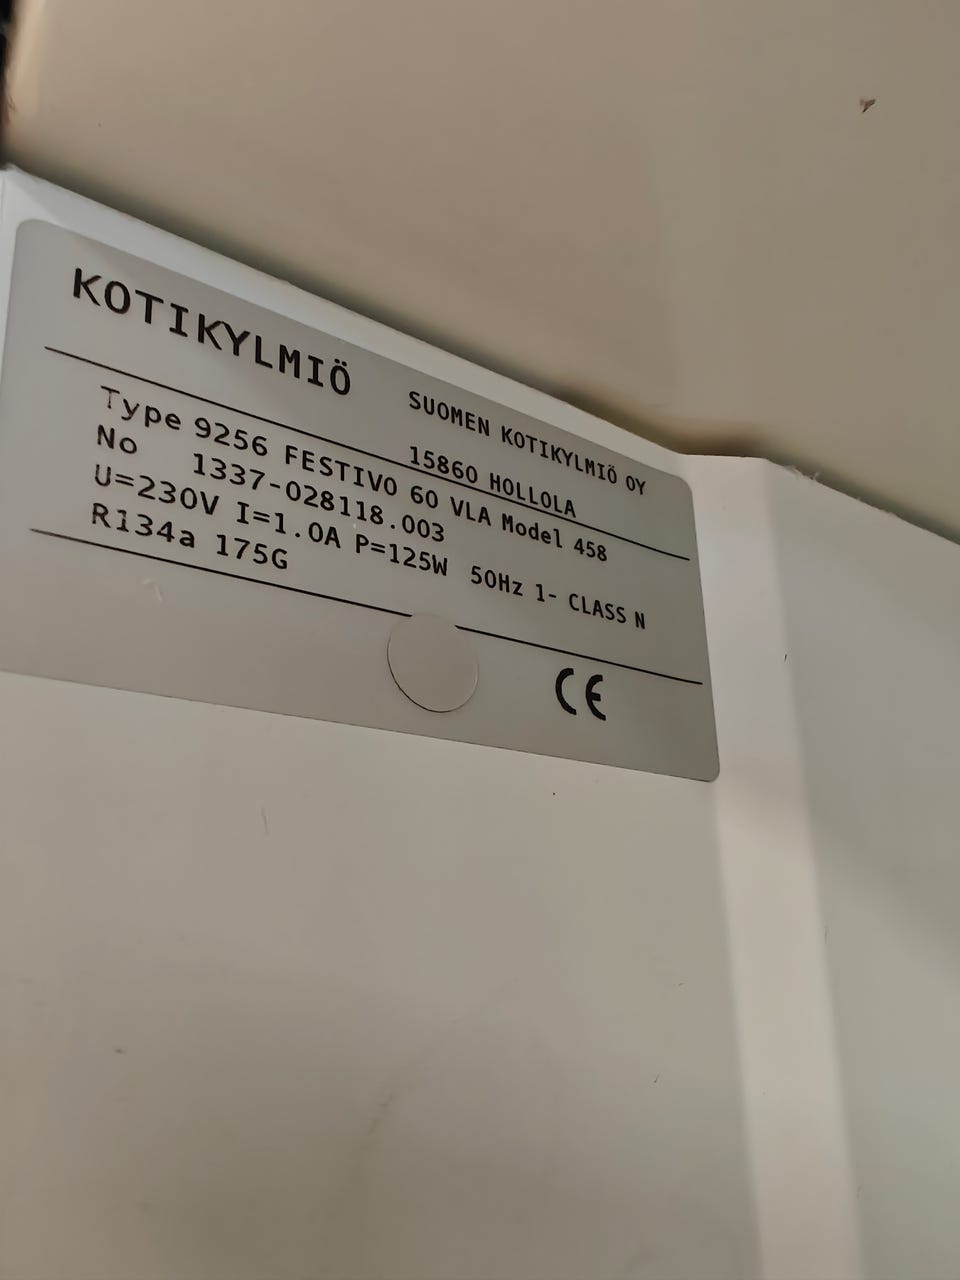 KOTIKYLMIÖ
SUOMEN KOTIKYLMIÖ OY
15860 HOLLOLA
Type 9256 FESTIVO 60 VLA Model 458
No 1337-028118.003
U=230V I=1.0A P=125W 50Hz 1- CLASS N
R134a 175G
CE